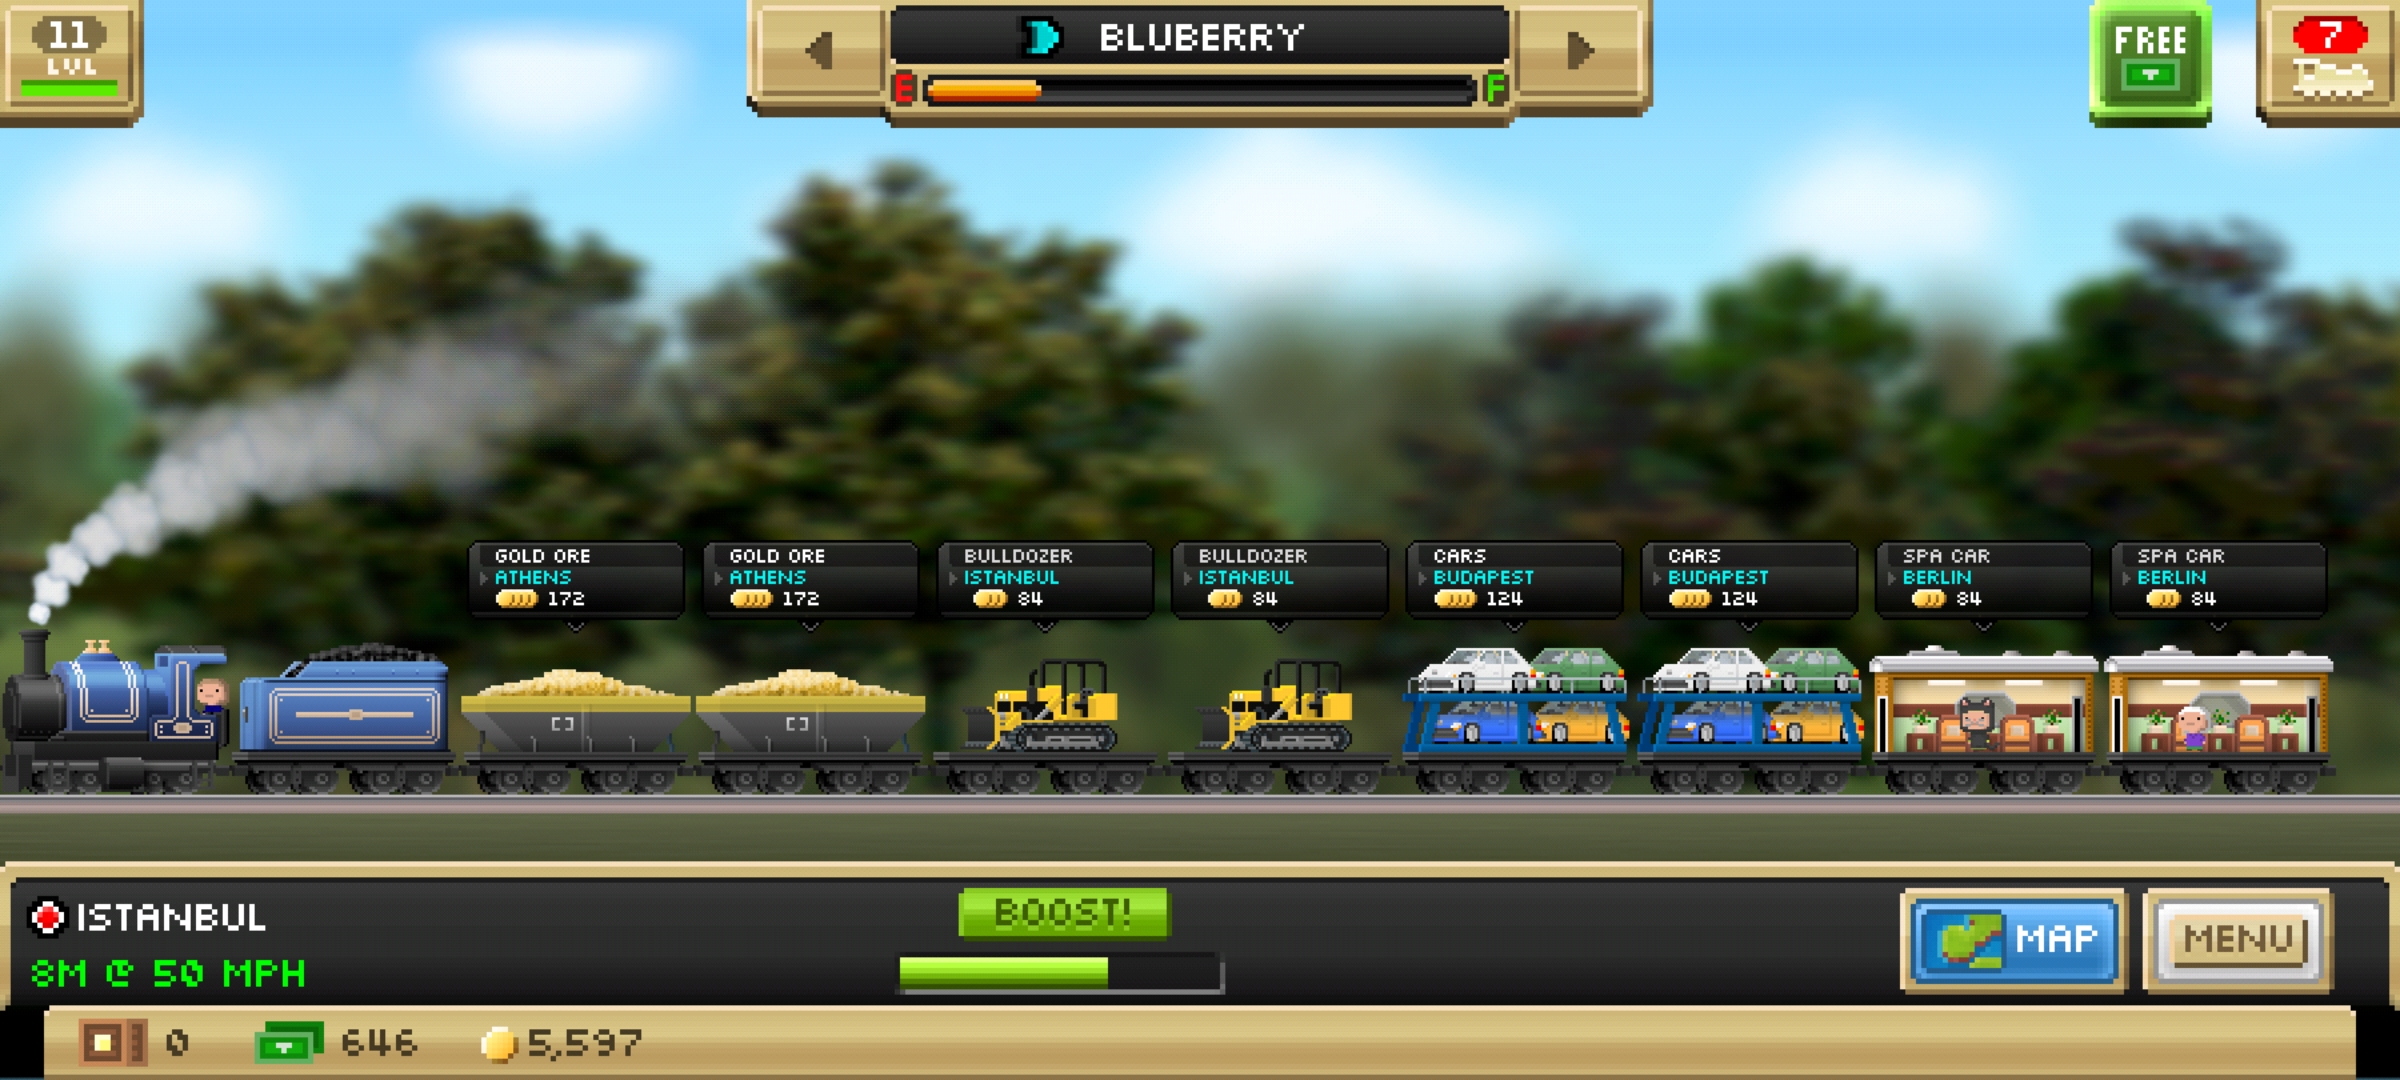 11
LVL
BLUBERRY
E
F
FREE
7
GOLD ORE
ATHENS
172
GOLD ORE
ATHENS
172
BULLDOZER
ISTANBUL
84
BULLDOZER
ISTANBUL
84
CARS
BUDAPEST
124
CARS
BUDAPEST
124
SPA CAR
BERLIN
84
SPA CAR
BERLIN
84
ISTANBUL
8M @ 50 MPH
BOOST!
MAP
MENU
0
646
5,597